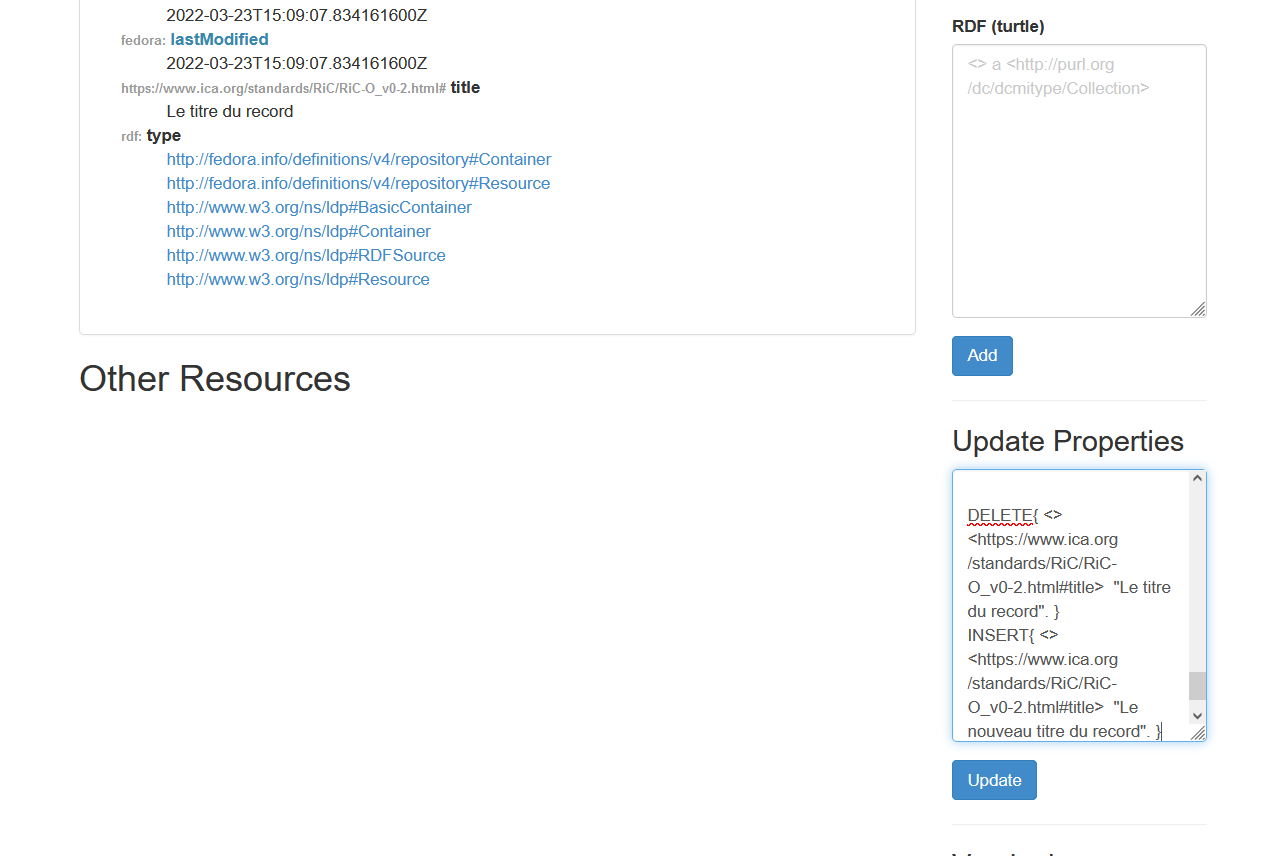 2022-03-23T15:09:07.834161600Z
fedora: lastModified
2022-03-23T15:09:07.834161600Z
https://www.ica.org/standards/RiC/RiC-O_v0-2.html# title
Le titre du record
rdf: type
http://fedora.info/definitions/v4/repository#Container
http://fedora.info/definitions/v4/repository#Resource
http://www.w3.org/ns/ldp#BasicContainer
http://www.w3.org/ns/ldp#Container
http://www.w3.org/ns/ldp#RDFSource
http://www.w3.org/ns/ldp#Resource
Other Resources
RDF (turtle)
<> a <http://purl.org
/dc/dcmitype/Collection>
Add
Update Properties
DELETE{ <>
<https://www.ica.org
/standards/RiC/RiC-
O_v0-2.html#title>  "Le titre
du record". }
INSERT{ <>
<https://www.ica.org
/standards/RiC/RiC-
O_v0-2.html#title>  "Le
nouveau titre du record". }
Update